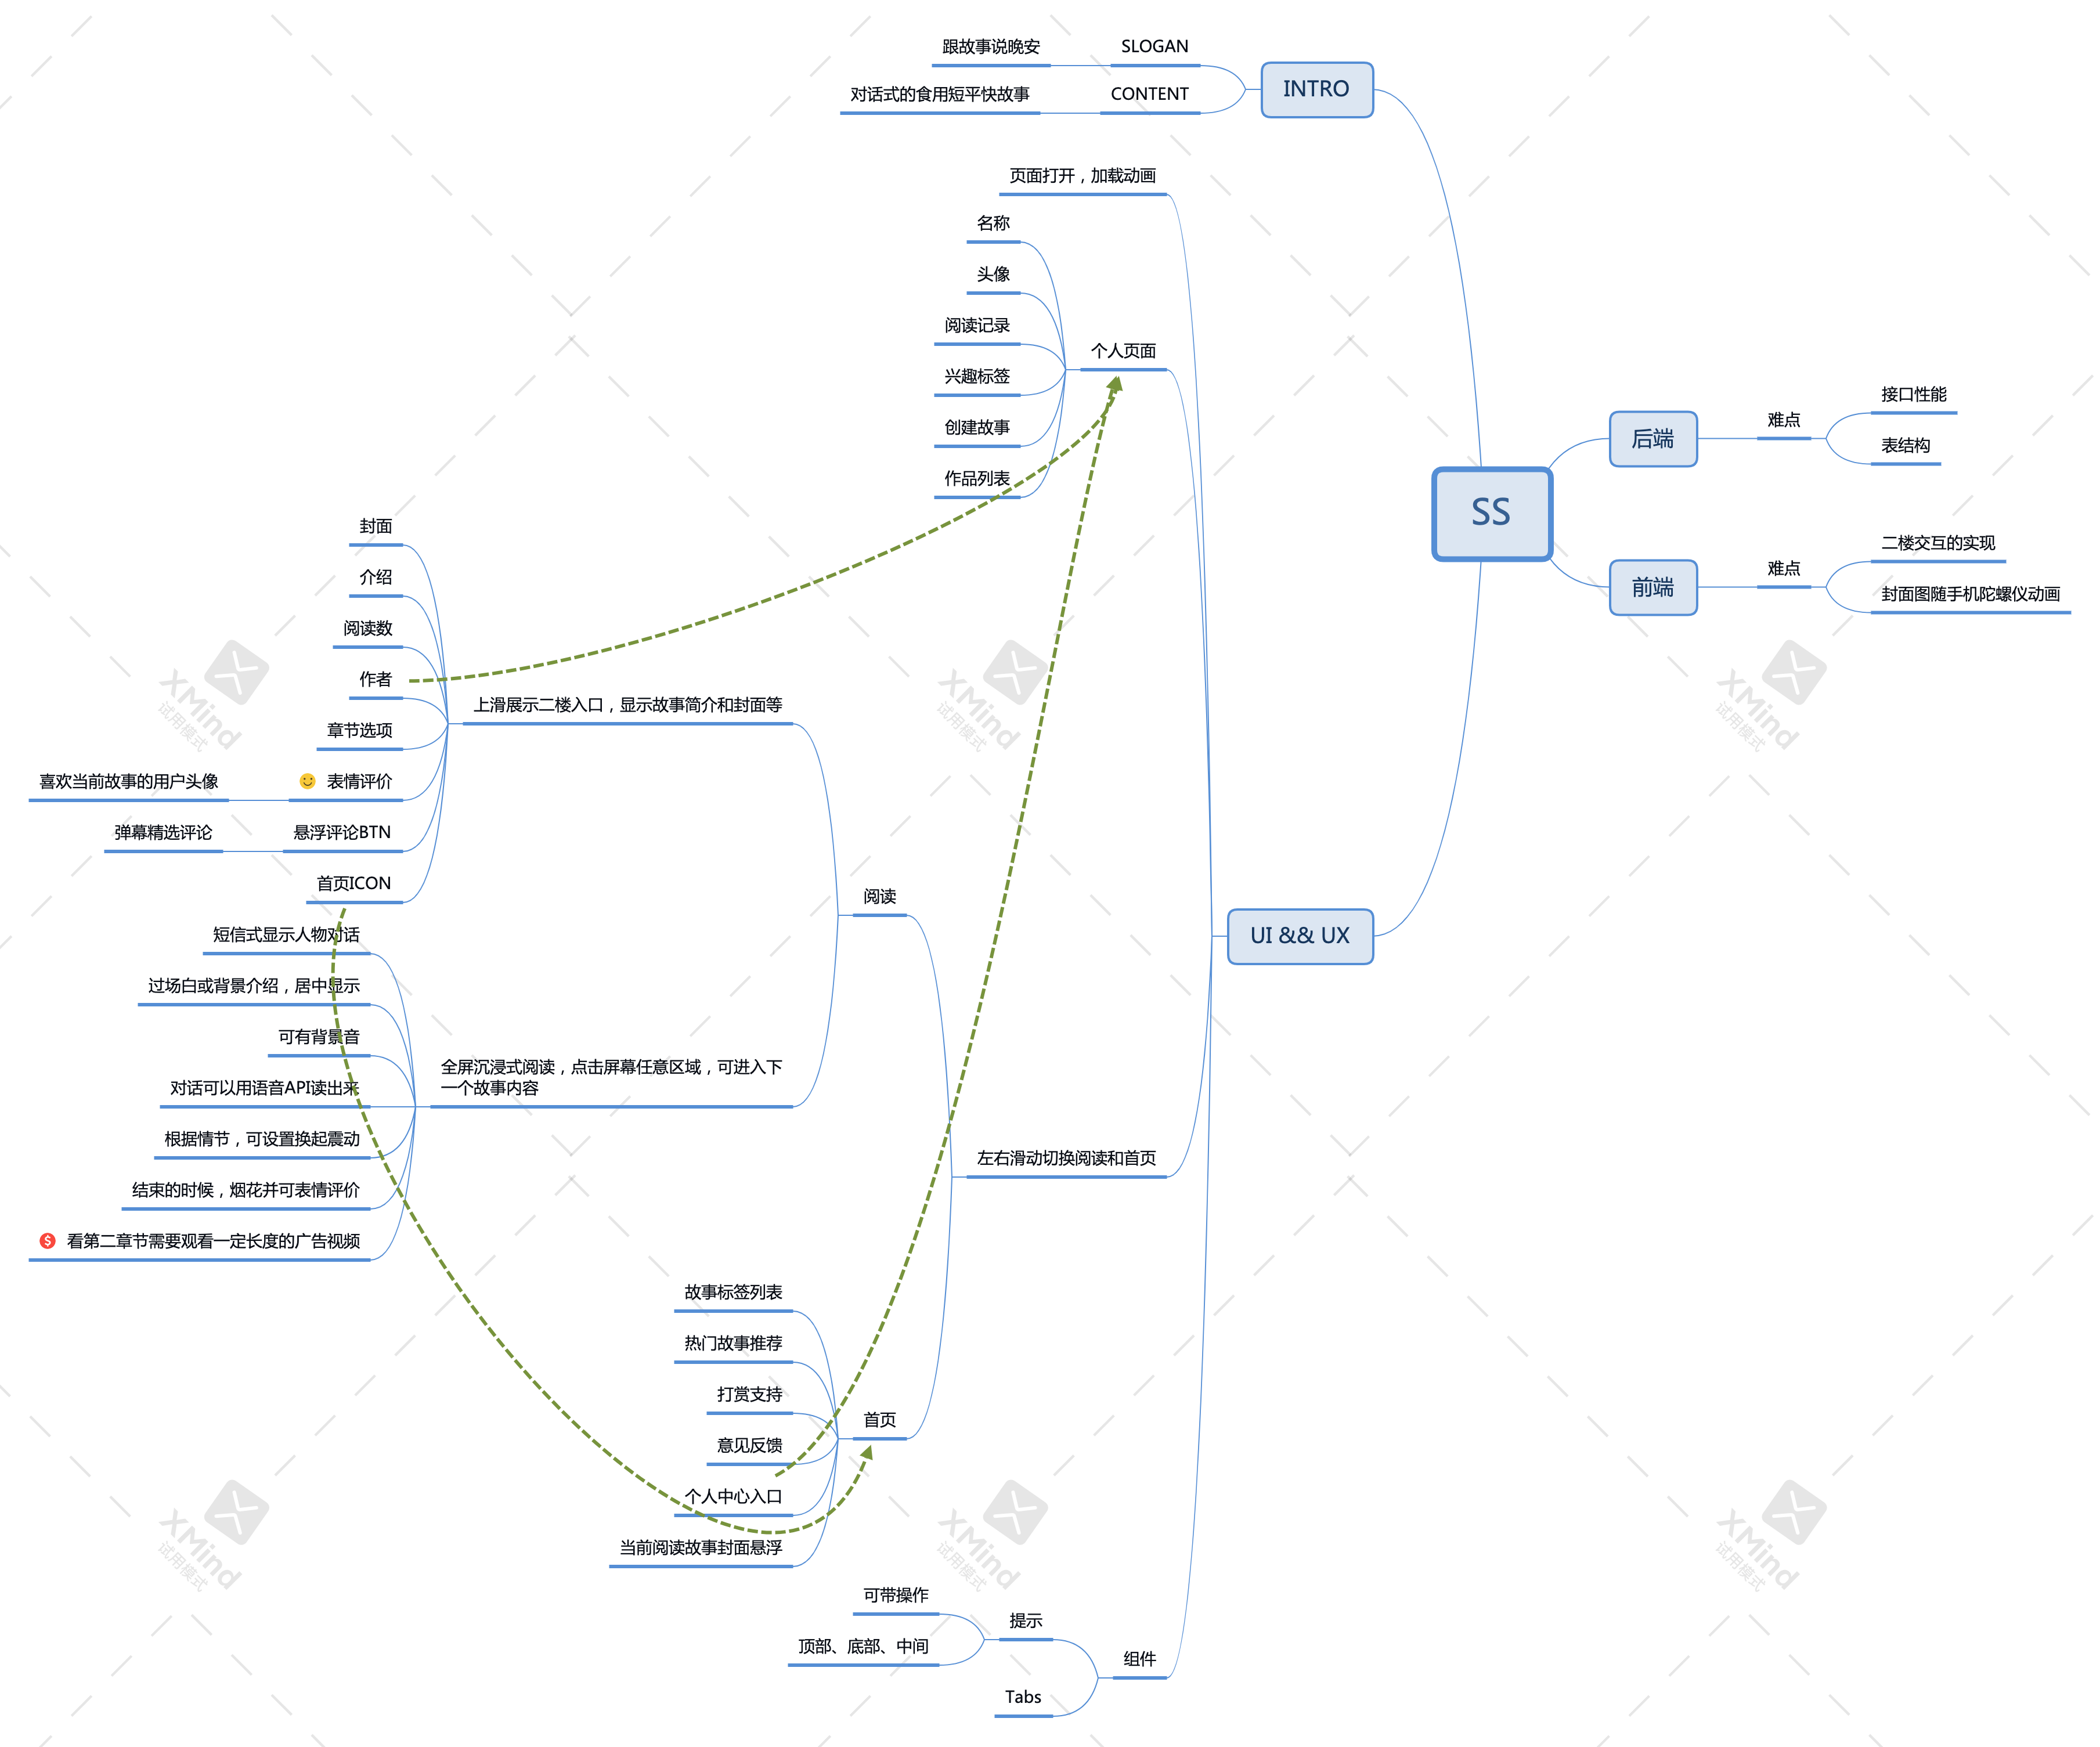 跟故事说晚安
SLOGAN
对话式的食用短平快故事
CONTENT
INTRO
页面打开，加载动画
名称
头像
阅读记录
兴趣标签
创建故事
作品列表
个人页面
封面
介绍
阅读数
作者
章节选项
喜欢当前故事的用户头像
表情评价
弹幕精选评论
悬浮评论BTN
首页ICON
上滑展示二楼入口，显示故事简介和封面等
短信式显示人物对话
过场白或背景介绍，居中显示
可有背景音
对话可以用语音API读出来
根据情节，可设置换起震动
结束的时候，烟花并可表情评价
看第二章节需要观看一定长度的广告视频
全屏沉浸式阅读，点击屏幕任意区域，可进入下
一个故事内容
阅读
故事标签列表
热门故事推荐
打赏支持
意见反馈
个人中心入口
当前阅读故事封面悬浮
首页
左右滑动切换阅读和首页
可带操作
顶部、底部、中间
提示
Tabs
组件
UI && UX
SS
后端
难点
接口性能
表结构
前端
难点
二楼交互的实现
封面图随手机陀螺仪动画
XMind
试用模式
XMind
试用模式
XMind
试用模式
XMind
试用模式
XMind
试用模式
XMind
试用模式